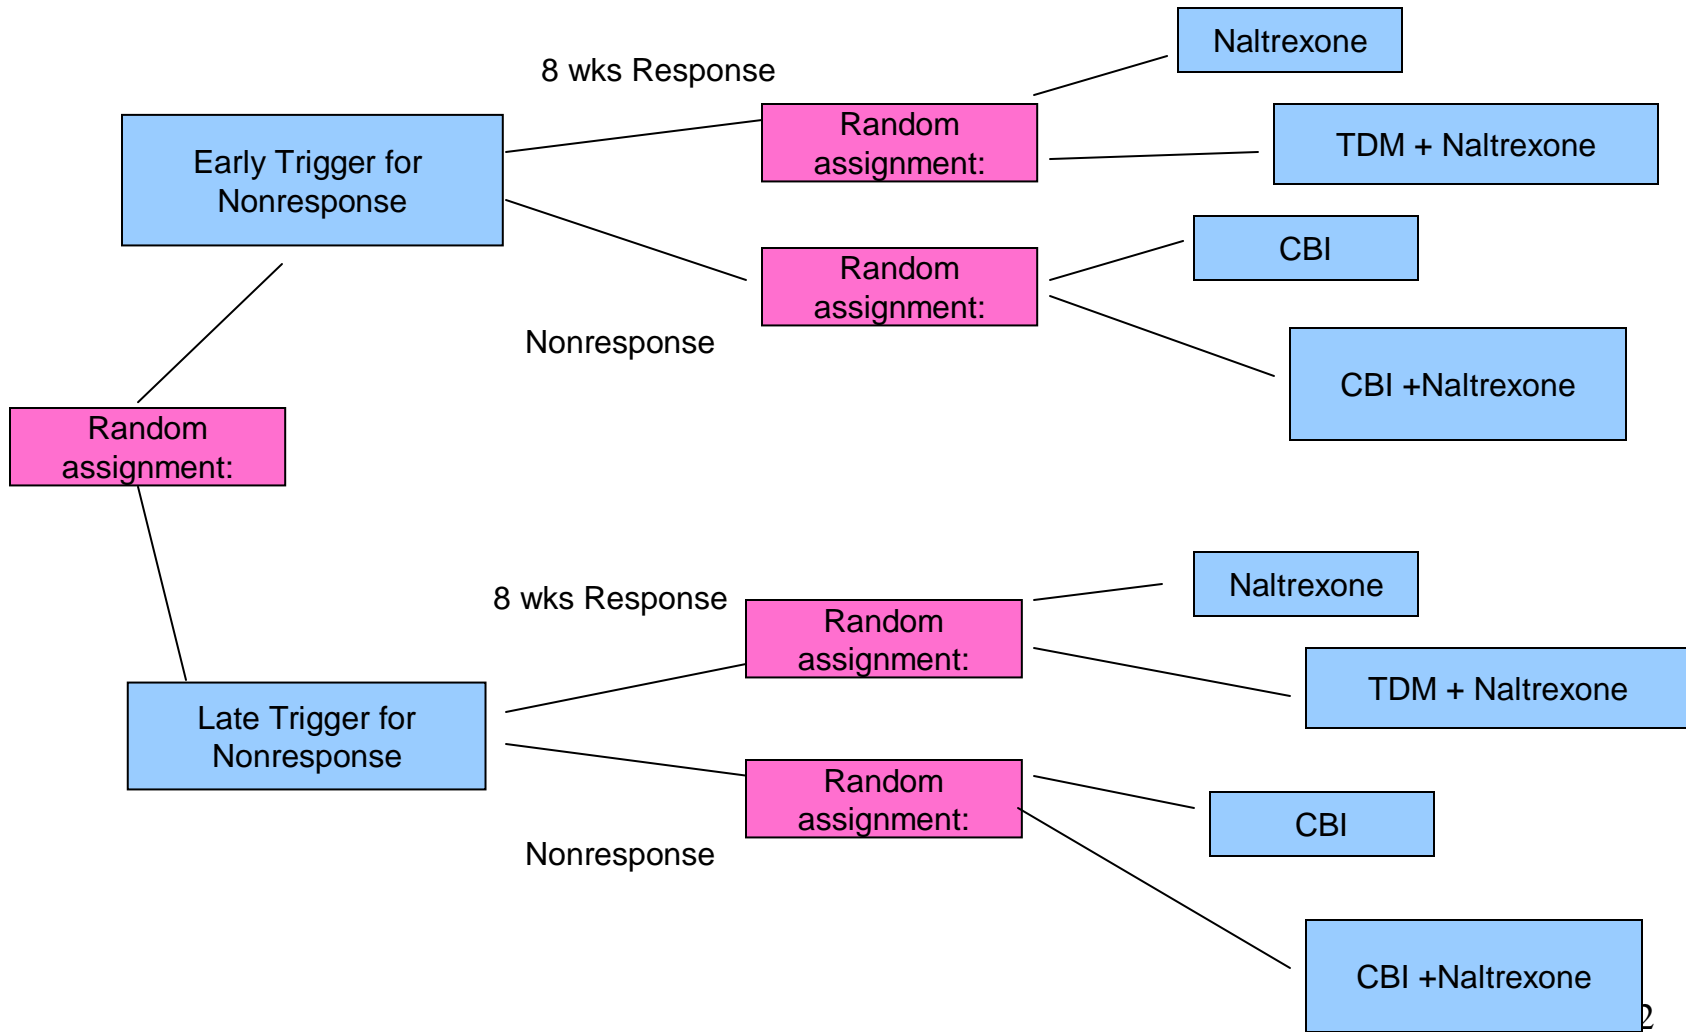 Naltrexone
8 wks Response
Random
assignment:
TDM + Naltrexone
Early Trigger for
Nonresponse
CBI
Random
assignment:
Nonresponse
CBI +Naltrexone
Random
assignment:
Naltrexone
8 wks Response
Random
assignment:
TDM + Naltrexone
Late Trigger for
Nonresponse
Random
assignment:
CBI
Nonresponse
CBI +Naltrexone
2